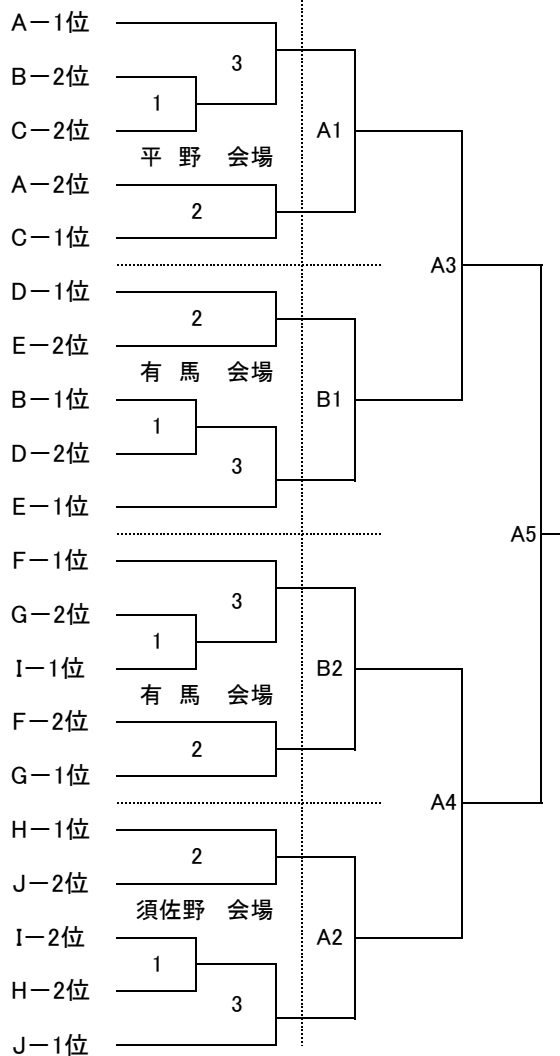 A－1位
3
B－2位
1
C－2位
A1
平 野 会場
A－2位
2
C－1位
A3
D－1位
2
E－2位
有 馬 会場
B－1位
B1
1
D－2位
3
E－1位
A5
F－1位
3
G－2位
1
I－1位
B2
有 馬 会場
F－2位
2
G－1位
A4
H－1位
2
J－2位
須佐野 会場
I－2位
A2
1
H－2位
3
J－1位